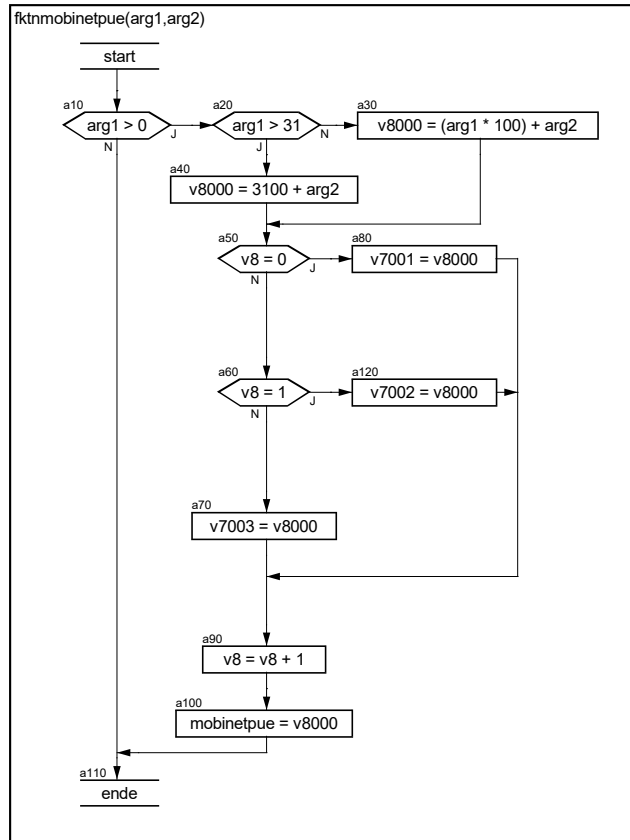 fktnmobinetpue(arg1,arg2)
start
a10
arg1 > 0
J
N
a20
arg1 > 31
N
J
a30
v8000 = (arg1 * 100) + arg2
a40
v8000 = 3100 + arg2
a50
v8 = 0
J
N
a80
v7001 = v8000
a60
v8 = 1
J
N
a120
v7002 = v8000
a70
v7003 = v8000
a90
v8 = v8 + 1
a100
mobinetpue = v8000
a110
ende